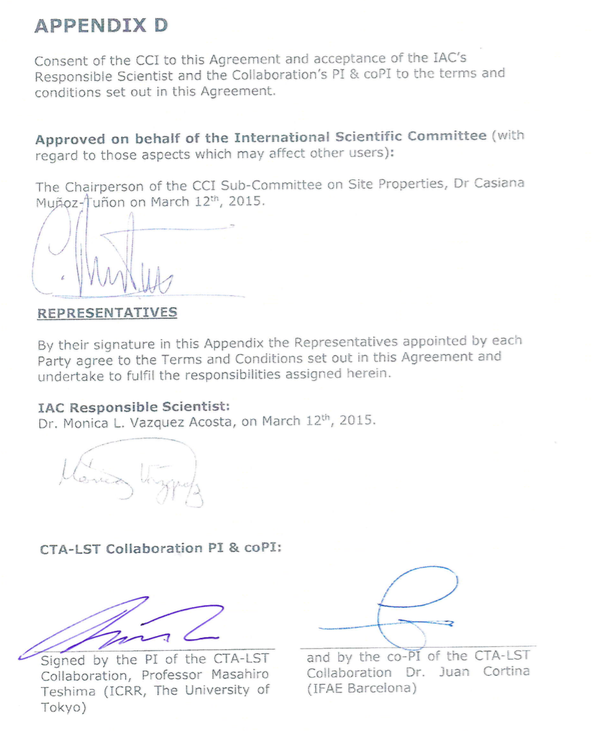 APPENDIX D
Consent of the CCI to this Agreement and acceptance of the IAC's
Responsible Scientist and the Collaboration's PI & coPI to the terms and
conditions set out in this Agreement.
Approved on behalf of the International Scientific Committee (with
regard to those aspects which may affect other users):
The Chairperson of the CCI Sub-Committee on Site Properties, Dr Casiana
Muñoz-Tuñon on March 12th, 2015.
REPRESENTATIVES
By their signature in this Appendix the Representatives appointed by each
Party agree to the Terms and Conditions set out in this Agreement and
undertake to fulfil the responsibilities assigned herein.
IAC Responsible Scientist:
Dr. Monica L. Vazquez Acosta, on March 12th, 2015.
CTA-LST Collaboration PI & coPI:
Signed by the PI of the CTA-LST
Collaboration, Professor Masahiro
Teshima (ICRR, The University of
Tokyo)
and by the co-PI of the CTA-LST
Collaboration Dr. Juan Cortina
(IFAE Barcelona)